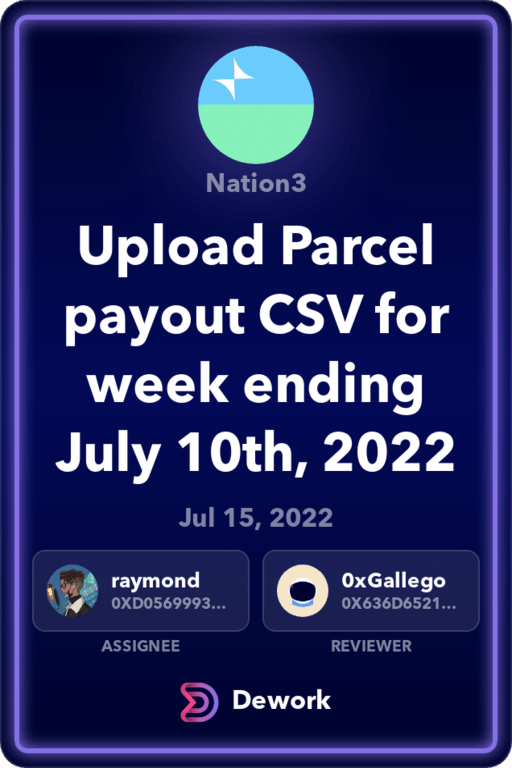 Nation3
Upload Parcel
payout CSV for
week ending
July 10th, 2022
Jul 15, 2022
raymond
0XD0569993...
ASSIGNEE
0xGallego
0X636D6521...
REVIEWER
Dework